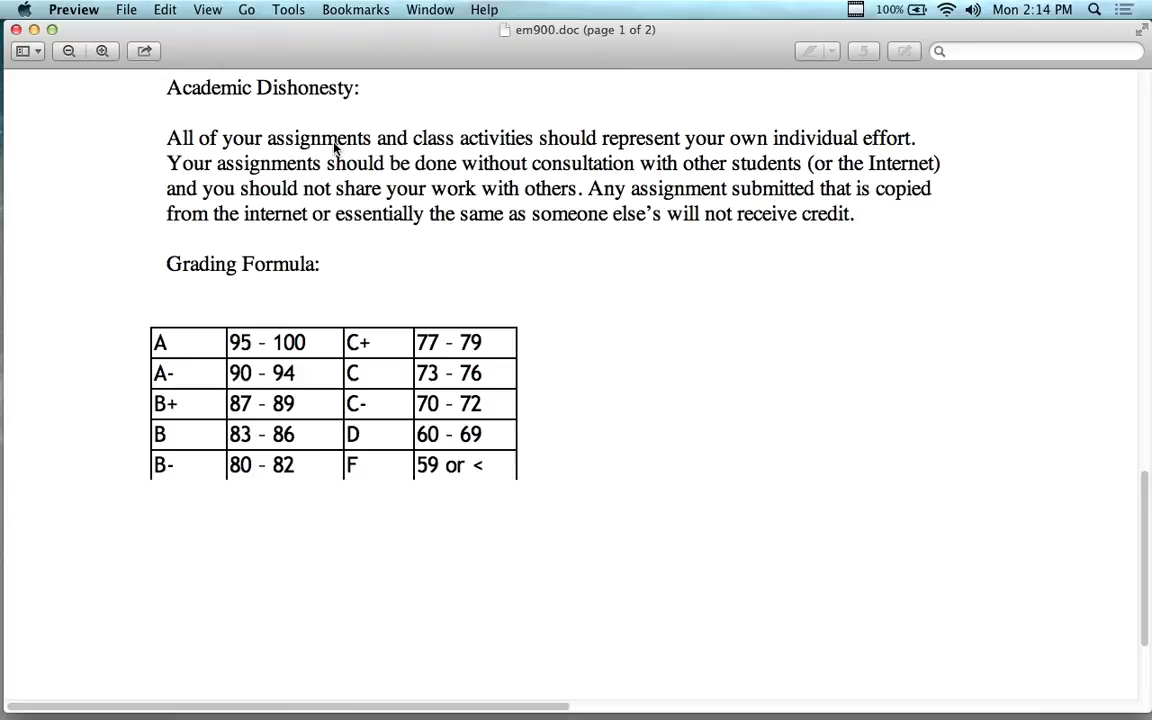 Preview File Edit View Go Tools Bookmarks Window Help 100% Mon 2:14 PM
em900.doc (page 1 of 2)
Academic Dishonesty:
All of your assignments and class activities should represent your own individual effort.
Your assignments should be done without consultation with other students (or the Internet)
and you should not share your work with others. Any assignment submitted that is copied
from the internet or essentially the same as someone else’s will not receive credit.
Grading Formula:
A 95 - 100 C+ 77 - 79
A- 90 - 94 C 73 - 76
B+ 87 - 89 C- 70 - 72
B 83 - 86 D 60 - 69
B- 80 - 82 F 59 or <